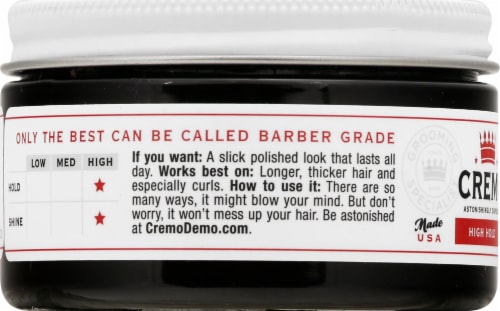 ONLY THE BEST CAN BE CALLED BARBER GRADE
LOW MED HIGH
HOLD ★
SHINE ★
If you want: A slick polished look that lasts all
day. Works best on: Longer, thicker hair and
especially curls. How to use it: There are so
many ways, it might blow your mind. But don't
worry, it won't mess up your hair. Be astonished
at CremoDemo.com.
GROOMING
SPECIALISTS
CREM
HIGH HOLD
Made
USA